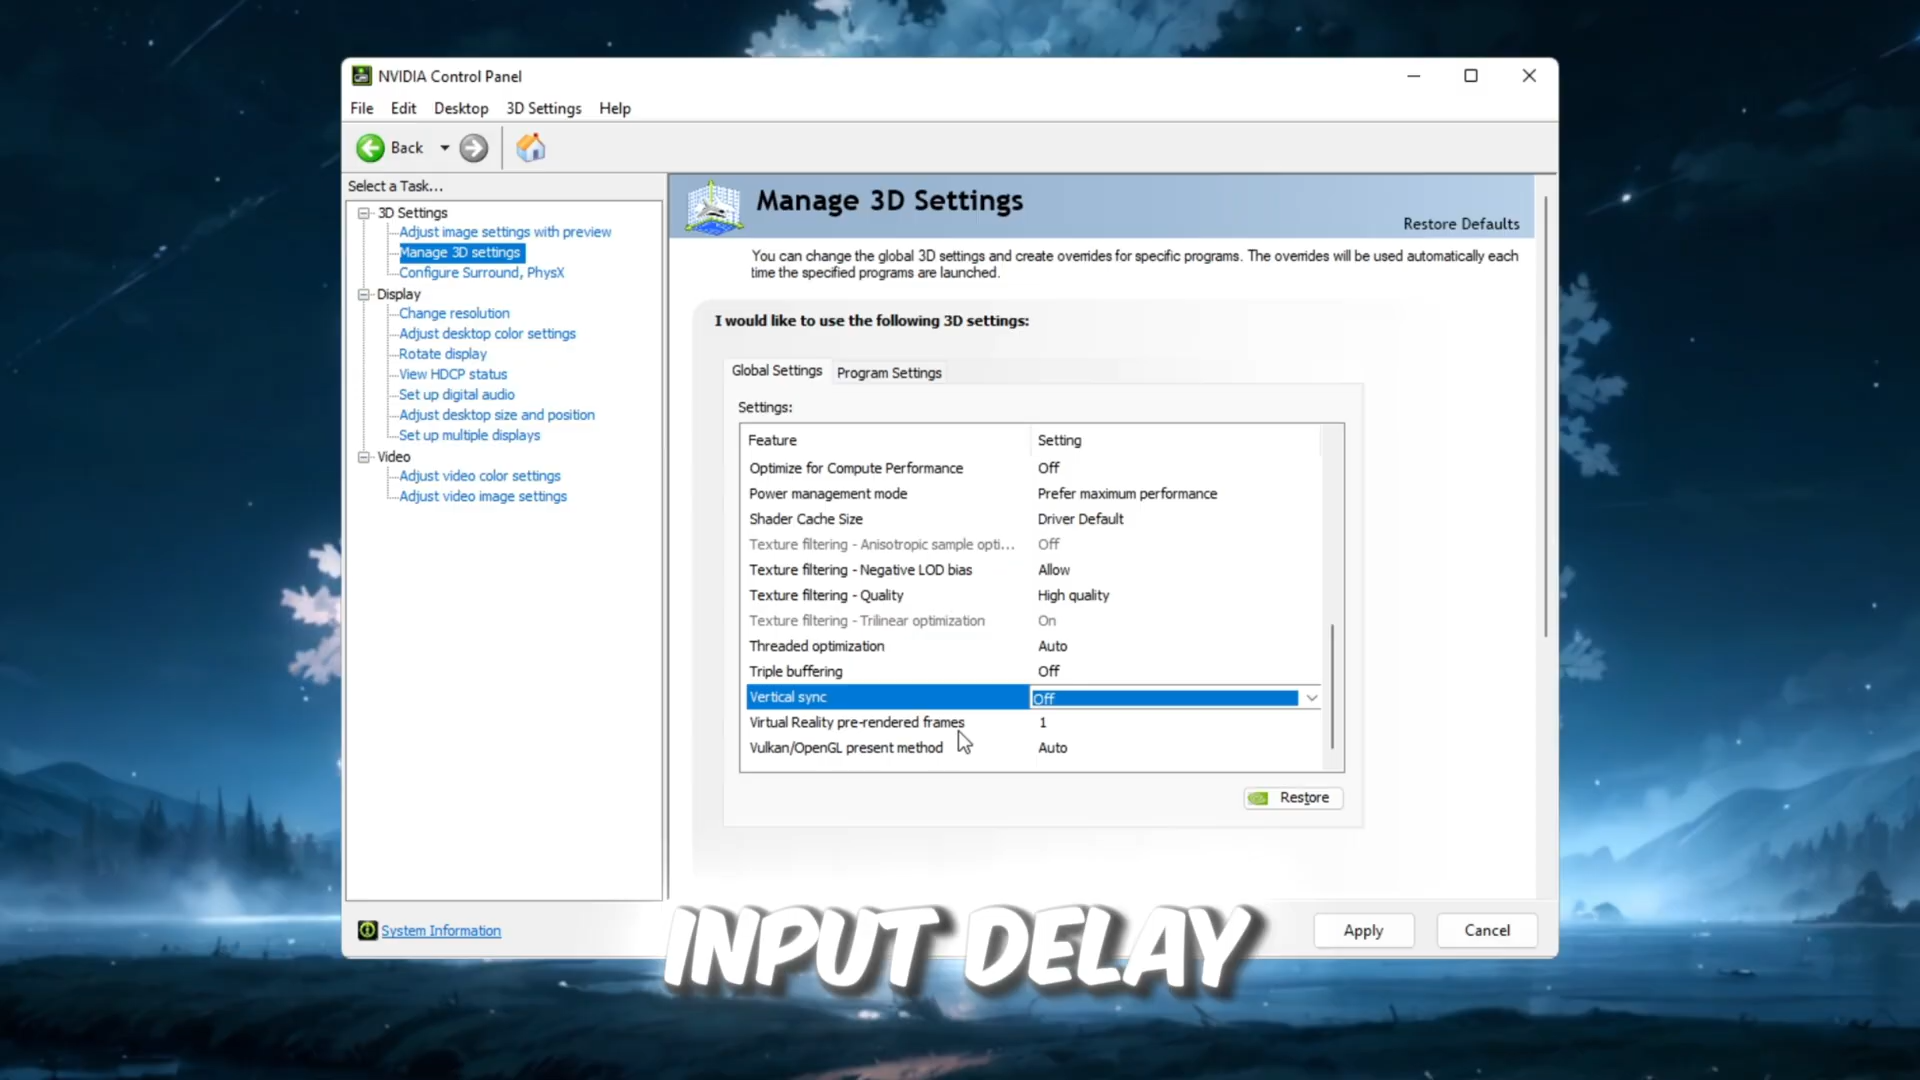 NVIDIA Control Panel
File Edit Desktop 3D Settings Help
Back
Select a Task...
3D Settings
Adjust image settings with preview
Manage 3D settings
Configure Surround, PhysX
Display
Change resolution
Adjust desktop color settings
Rotate display
View HDCP status
Set up digital audio
Adjust desktop size and position
Set up multiple displays
Video
Adjust video color settings
Adjust video image settings
System Information
Manage 3D Settings
Restore Defaults
You can change the global 3D settings and create overrides for specific programs. The overrides will be used automatically each
time the specified programs are launched.
I would like to use the following 3D settings:
Global Settings Program Settings
Settings:
Feature Setting
Optimize for Compute Performance Off
Power management mode Prefer maximum performance
Shader Cache Size Driver Default
Texture filtering - Anisotropic sample opti... Off
Texture filtering - Negative LOD bias Allow
Texture filtering - Quality High quality
Texture filtering - Trilinear optimization On
Threaded optimization Auto
Triple buffering Off
Vertical sync Off
Virtual Reality pre-rendered frames 1
Vulkan/OpenGL present method Auto
Restore
Apply Cancel
INPUT DELAY